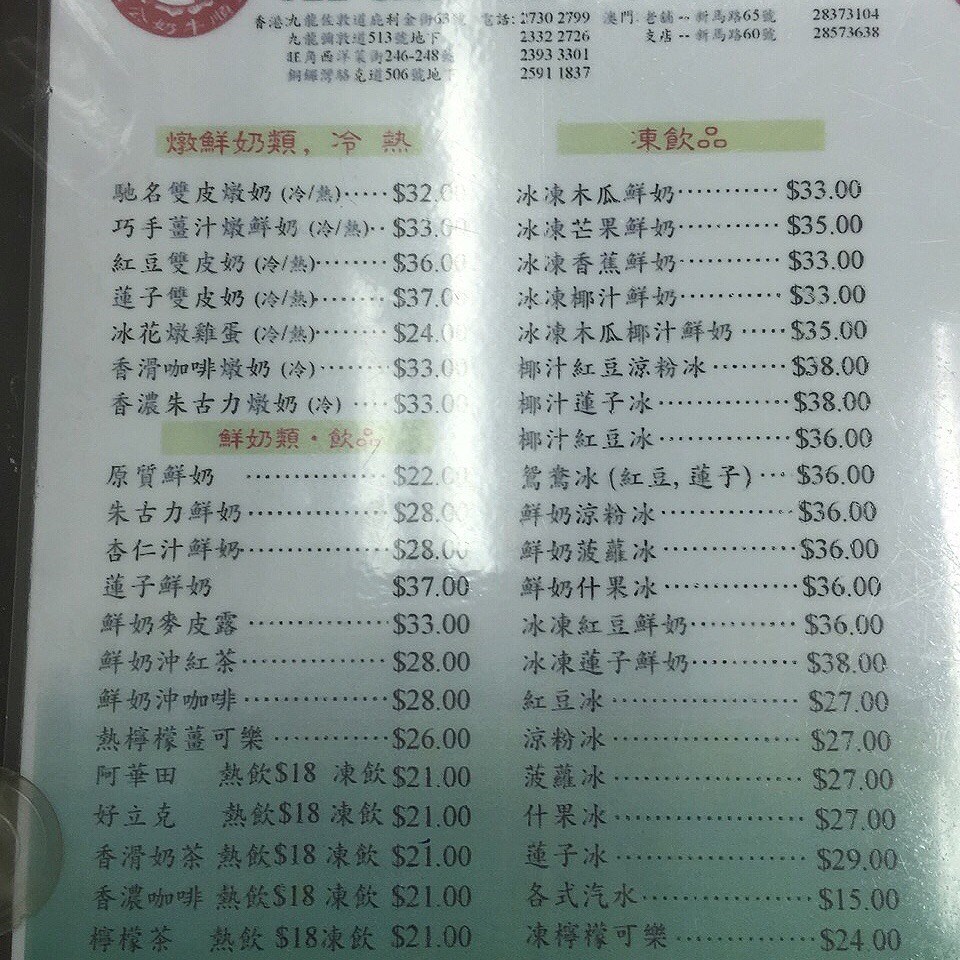 公奶牛順
香港:九龍佐敦道庇利金街63號 電話:2730 2799 澳門:老舖--新馬路65號 28373104
九龍彌敦道513號地下 2332 2726 支店--新馬路60號 28573638
旺角西洋菜街246-248號 2393 3301
銅鑼灣駱克道506號地下 2591 1837
燉鮮奶類, 冷 熱
馳名雙皮燉奶 (冷/熱)·····$32.00
巧手薑汁燉鮮奶 (冷/熱)··$33.00
紅豆雙皮奶 (冷/熱)········$36.00
蓮子雙皮奶 (冷/熱)········$37.00
冰花燉雞蛋 (冷/熱)········$24.00
香滑咖啡燉奶 (冷)········$33.00
香濃朱古力燉奶 (冷) ····$33.00
鮮奶類·飲品
原質鮮奶 ···············$22.00
朱古力鮮奶···············$28.00
杏仁汁鮮奶···············$28.00
蓮子鮮奶 $37.00
鮮奶麥皮露···············$33.00
鮮奶沖紅茶···············$28.00
鮮奶沖咖啡···············$28.00
熱檸檬薑可樂·············$26.00
阿華田 熱飲$18 凍飲$21.00
好立克 熱飲$18 凍飲$21.00
香滑奶茶 熱飲$18 凍飲$21.00
香濃咖啡 熱飲$18 凍飲$21.00
檸檬茶 熱飲 $18凍飲 $21.00
凍飲品
冰凍木瓜鮮奶···········$33.00
冰凍芒果鮮奶···········$35.00
冰凍香蕉鮮奶···········$33.00
冰凍椰汁鮮奶···········$33.00
冰凍木瓜椰汁鮮奶 ·····$35.00
椰汁紅豆涼粉冰········$38.00
椰汁蓮子冰··············$38.00
椰汁紅豆冰··············$36.00
鴛鴦冰 (紅豆, 蓮子)···$36.00
鮮奶涼粉冰··············$36.00
鮮奶菠蘿冰··············$36.00
鮮奶什果冰··············$36.00
冰凍紅豆鮮奶···········$36.00
冰凍蓮子鮮奶···········$38.00
紅豆冰····················$27.00
涼粉冰····················$27.00
菠蘿冰····················$27.00
什果冰····················$27.00
蓮子冰····················$29.00
各式汽水·················$15.00
凍檸檬可樂··············$24.00